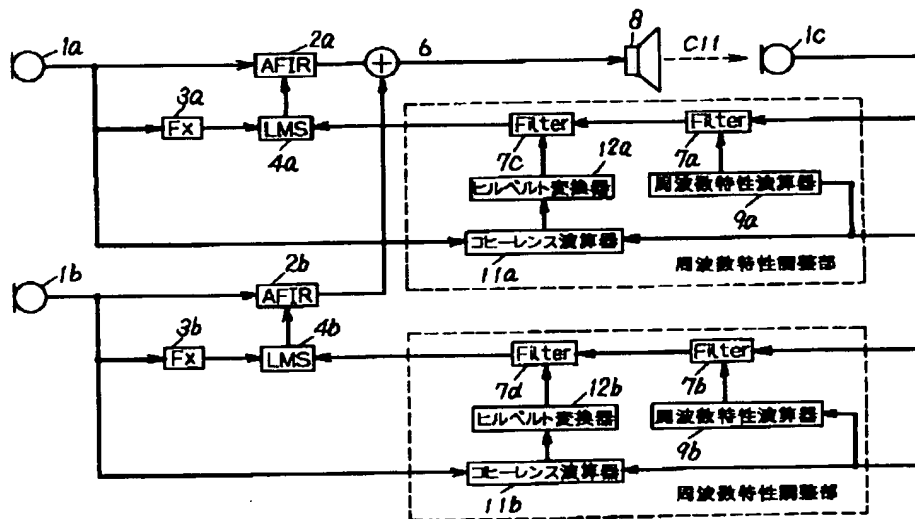 1a
2a
AFIR
6
8
C11
1c
3a
Fx
LMS
4a
Filter
7c
12a
Filter
7a
ヒルベルト変換器
周波数特性演算器
9a
コヒーレンス演算器
11a
周波数特性調整部
1b
2b
AFIR
3b
Fx
4b
LMS
Filter
7d
12b
Filter
7b
ヒルベルト変換器
周波数特性演算器
9b
コヒーレンス演算器
11b
周波数特性調整部